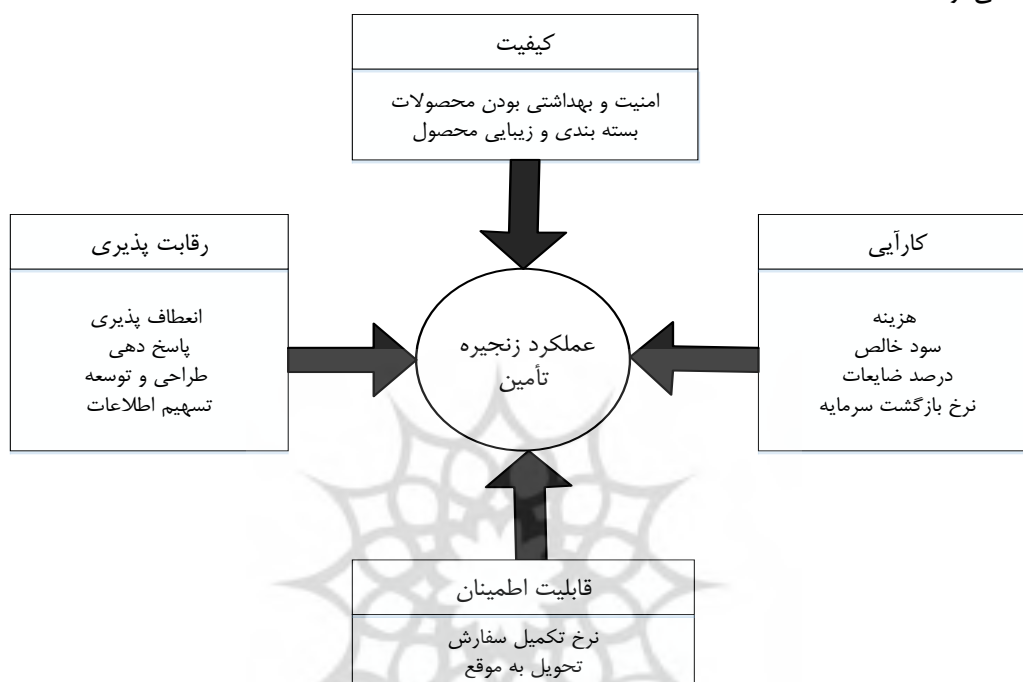 کیفیت
امنیت و بهداشتی بودن محصولات
بسته بندی و زیبایی محصول
کارآیی
هزینه
سود خالص
درصد ضایعات
نرخ بازگشت سرمایه
عملکرد زنجیره
تأمین
رقابت پذیری
انعطاف پذیری
پاسخ دهی
طراحی و توسعه
تسهیم اطلاعات
قابلیت اطمینان
نرخ تکمیل سفارش
تحویل به موقع